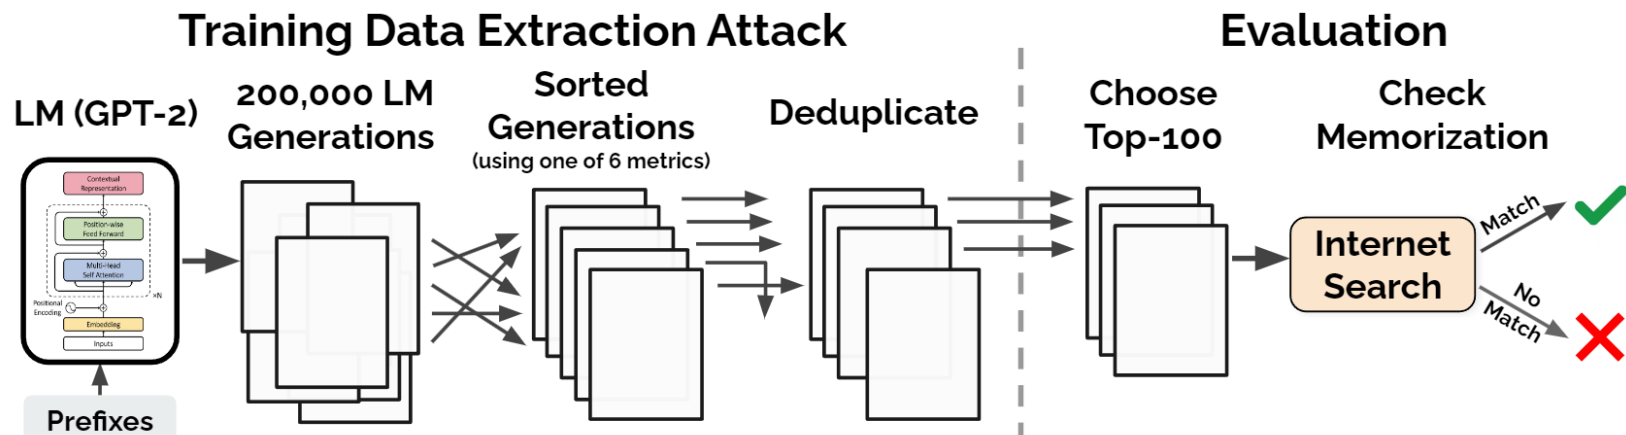 Training Data Extraction Attack
Evaluation
LM (GPT-2)
200,000 LM
Generations
Sorted
Generations
(using one of 6 metrics)
Deduplicate
Choose
Top-100
Check
Memorization
Contextual
Representation
Position-wise
Feed Forward
Multi-Head
Self Attention
×N
Positional
Encoding
Embedding
Inputs
Prefixes
Internet
Search
Match
No
Match